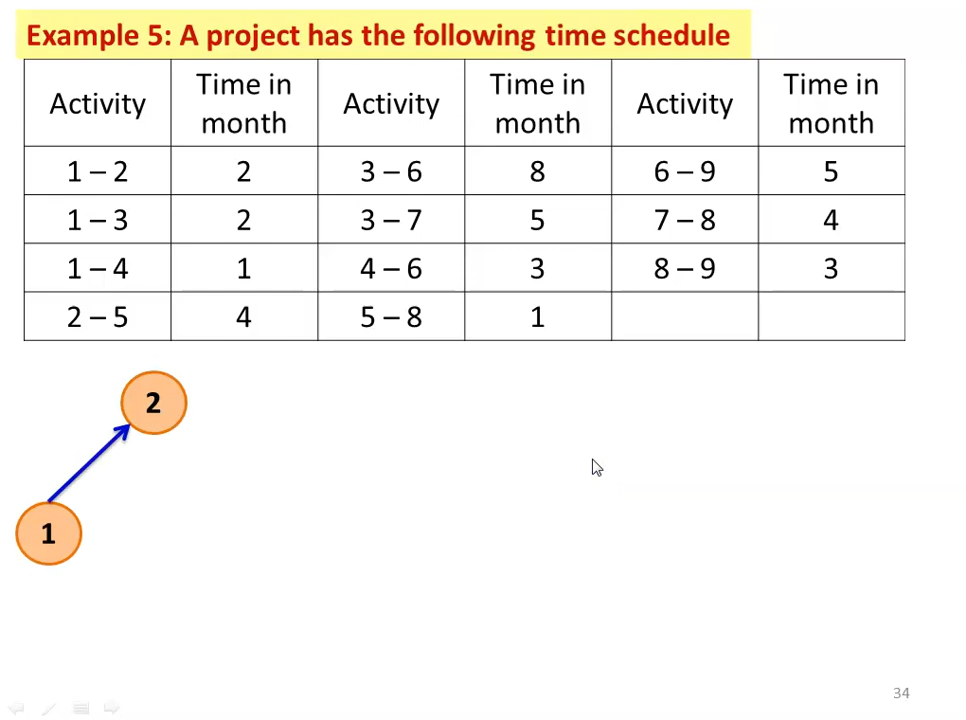 Example 5: A project has the following time schedule
Activity Time in month Activity Time in month Activity Time in month
1 – 2 2 3 – 6 8 6 – 9 5
1 – 3 2 3 – 7 5 7 – 8 4
1 – 4 1 4 – 6 3 8 – 9 3
2 – 5 4 5 – 8 1
2
1
34